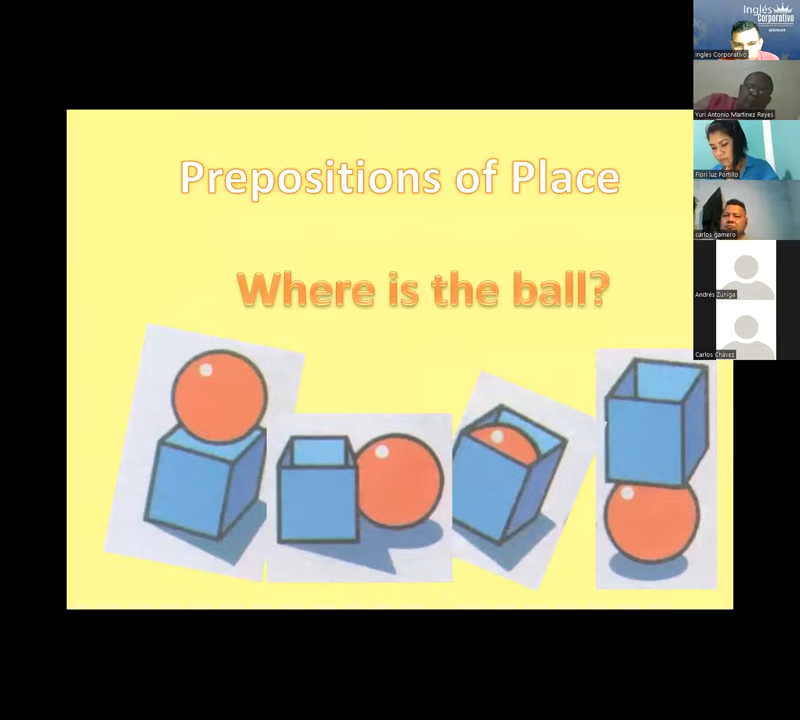 Prepositions of Place
Where is the ball?
Inglés
Corporativo
ingles Corporativo
Yuri Antonio Martinez Reyes
Flori luz Portillo
carlos gamero
Andrés Zúniga
Carlos Chávez